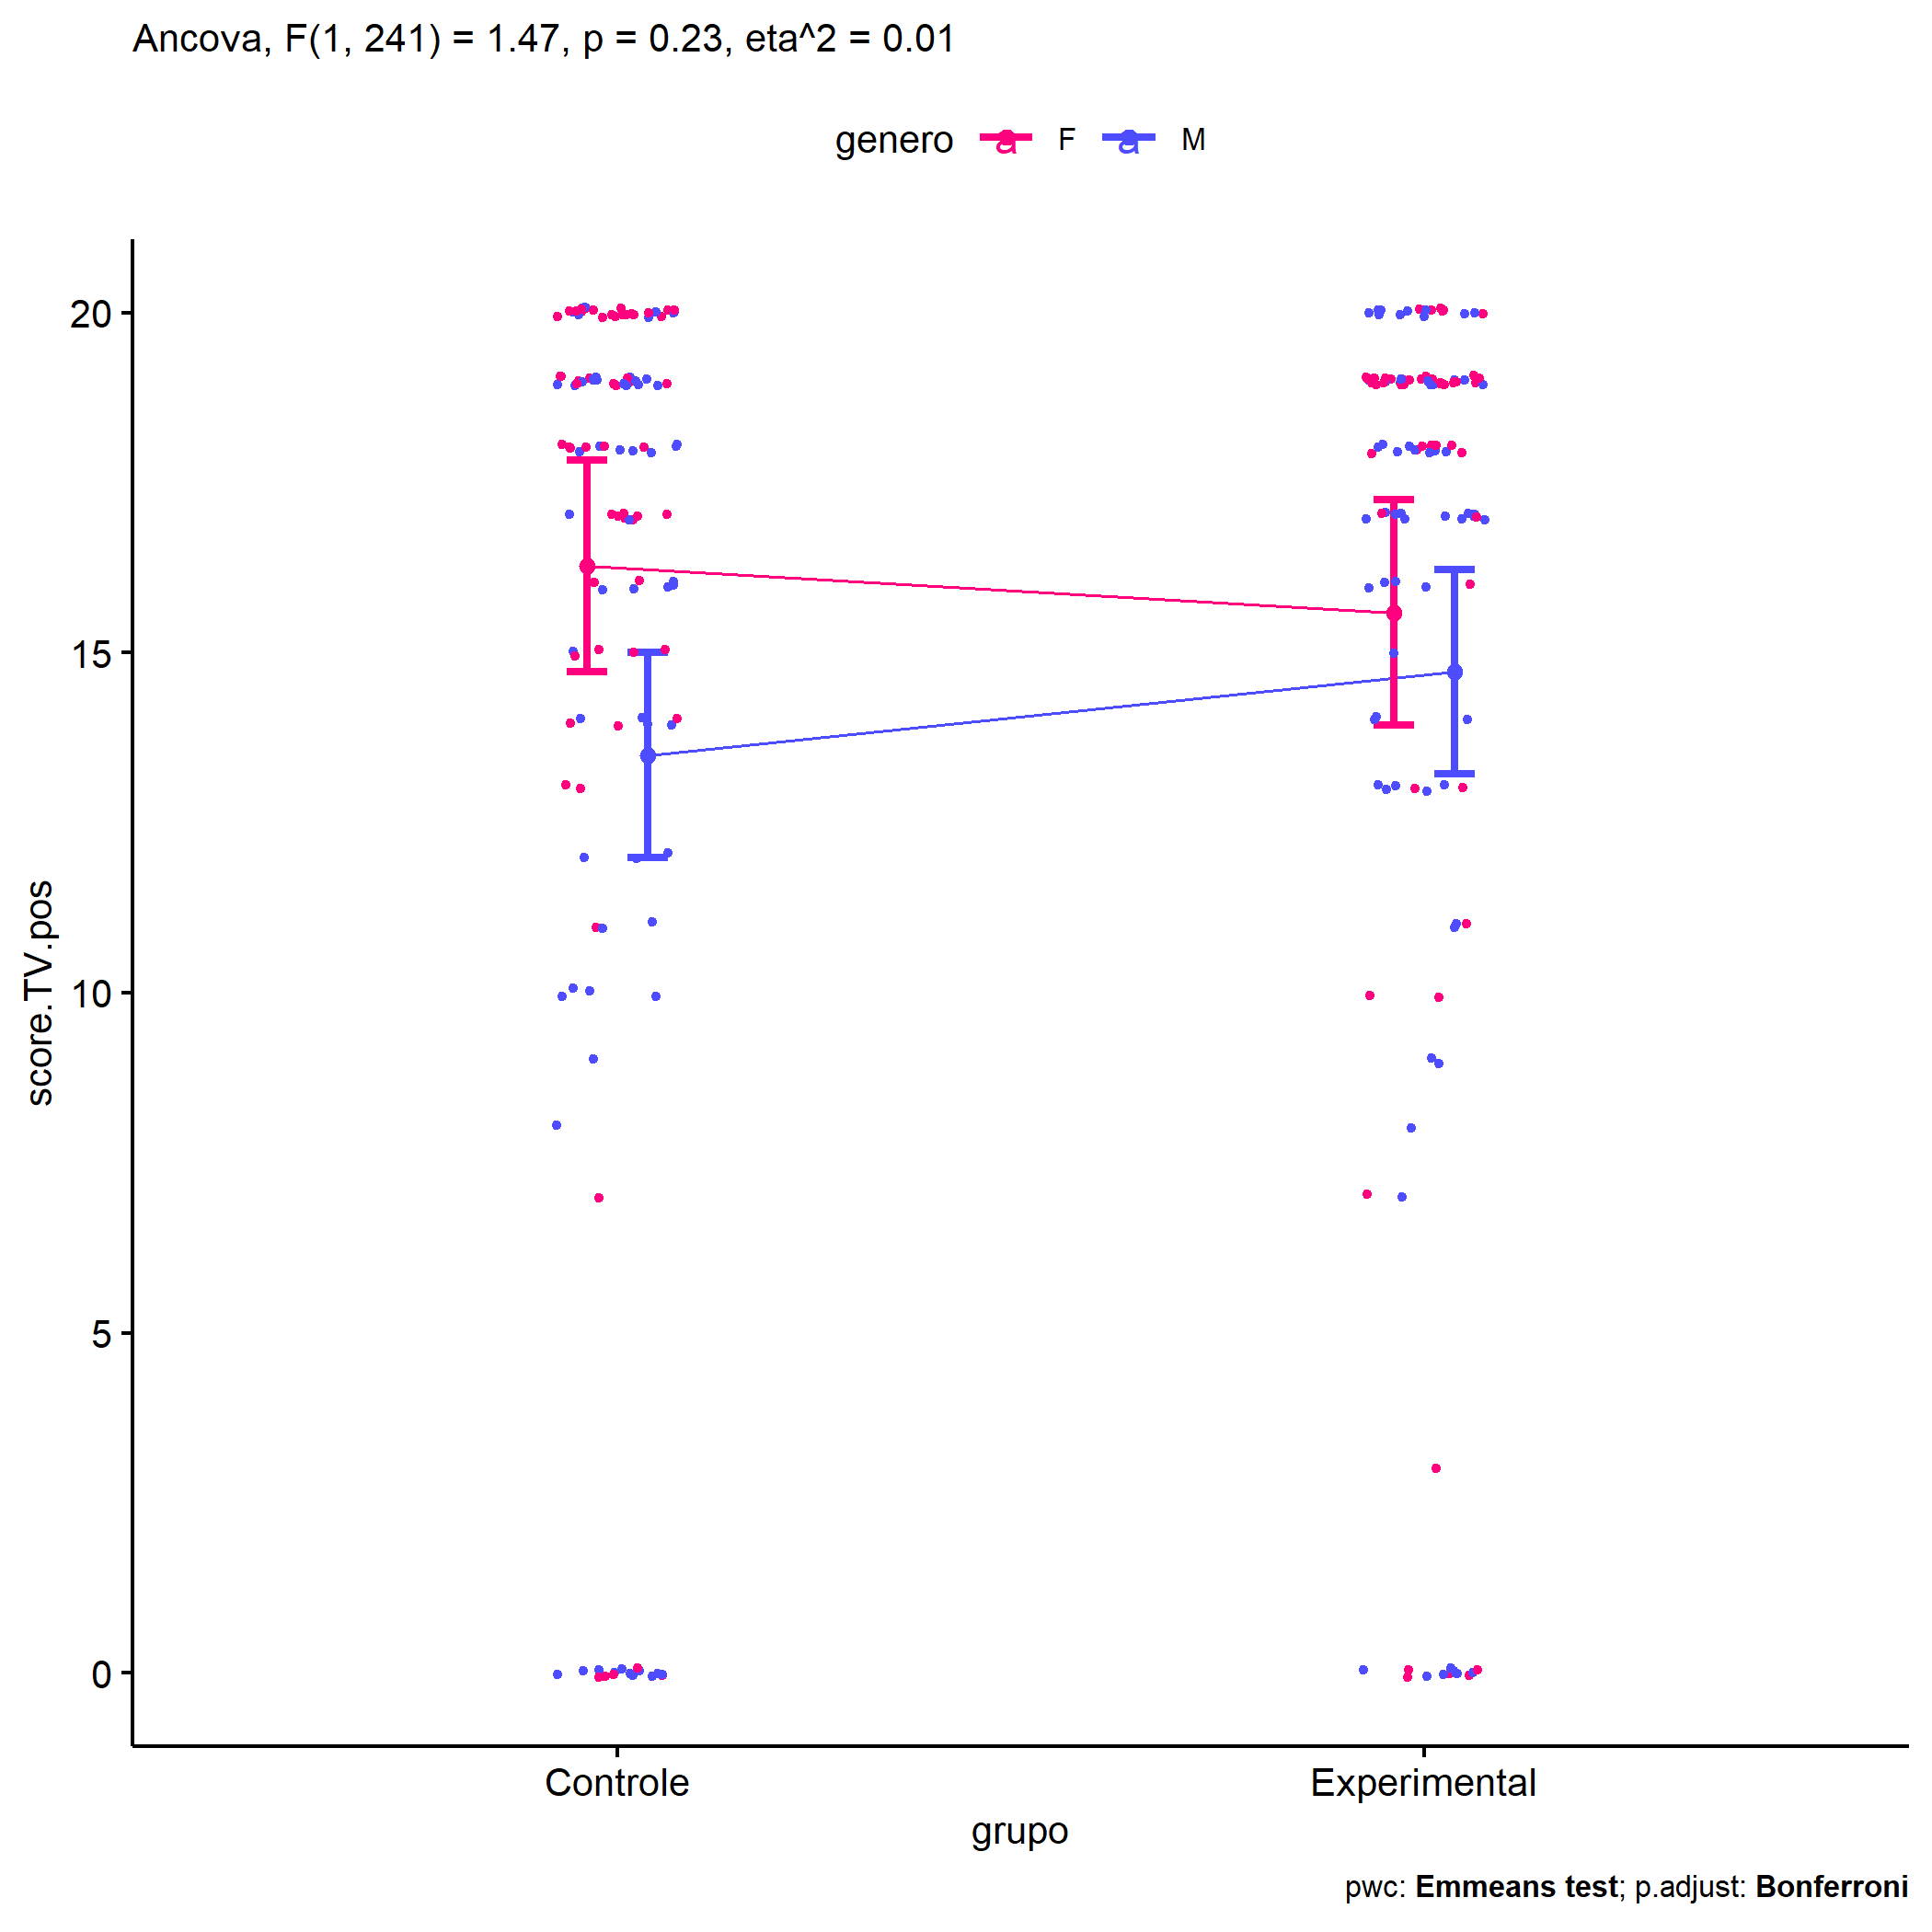 Ancova, F(1, 241) = 1.47, p = 0.23, eta^2 = 0.01
genero a F a M
20
15
10
5
0
score.TV.pos
Controle Experimental
grupo
pwc: Emmeans test; p.adjust: Bonferroni